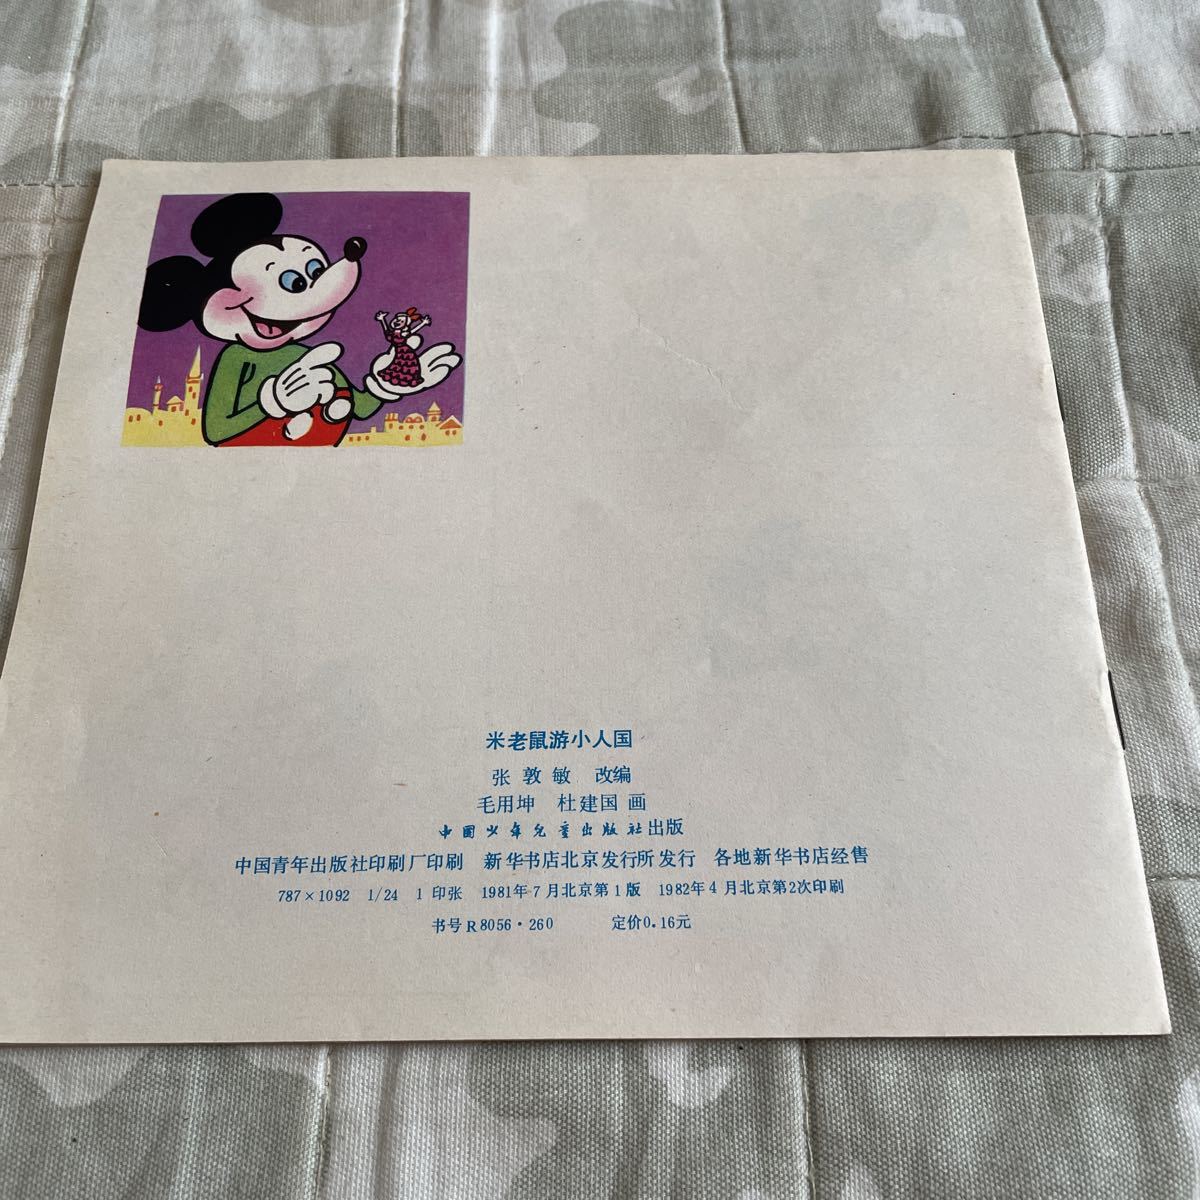 米老鼠游小人国
张敦敏 改编
毛用坤 杜建国 画
中国少年儿童出版社出版
中国青年出版社印刷厂印刷 新华书店北京发行所发行 各地新华书店经售
787×1092 1/24 1印张 1981年7月北京第1版 1982年4月北京第2次印刷
书号R8056·260 定价0.16元